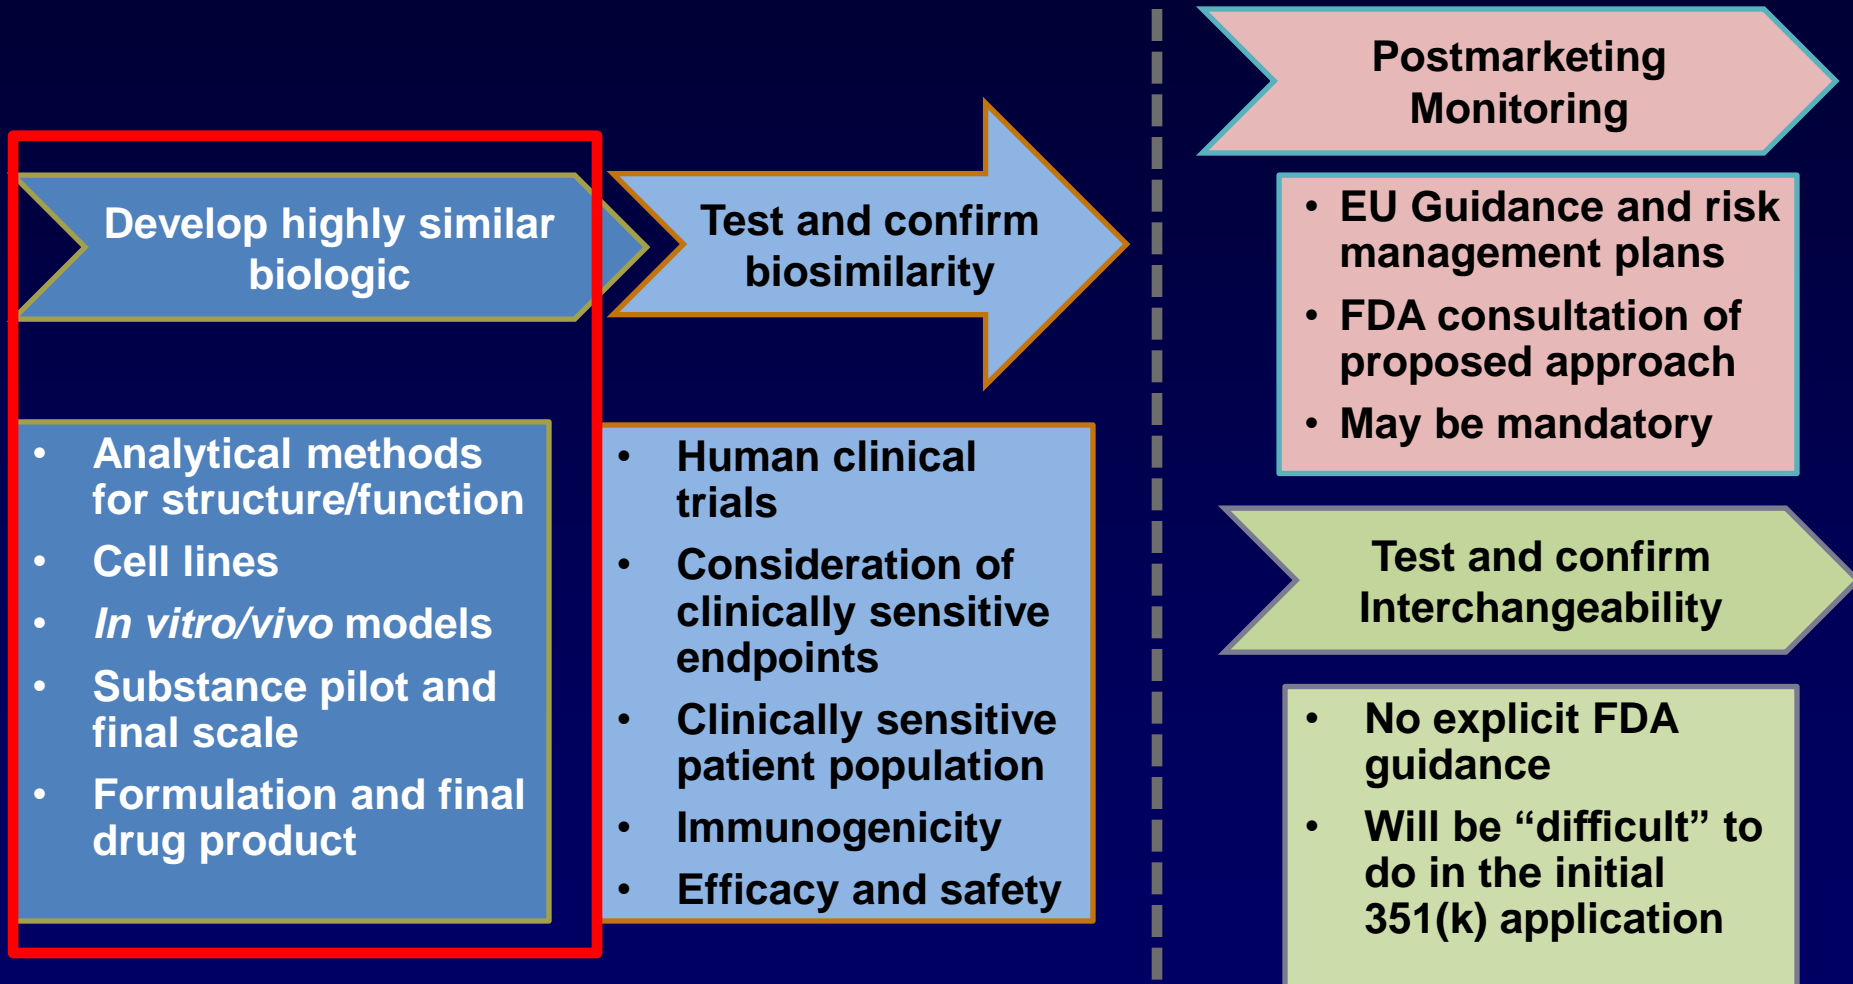 Develop highly similar
biologic
• Analytical methods
for structure/function
• Cell lines
• In vitro/vivo models
• Substance pilot and
final scale
• Formulation and final
drug product
Test and confirm
biosimilarity
• Human clinical
trials
• Consideration of
clinically sensitive
endpoints
• Clinically sensitive
patient population
• Immunogenicity
• Efficacy and safety
Postmarketing
Monitoring
• EU Guidance and risk
management plans
• FDA consultation of
proposed approach
• May be mandatory
Test and confirm
Interchangeability
• No explicit FDA
guidance
• Will be “difficult” to
do in the initial
351(k) application